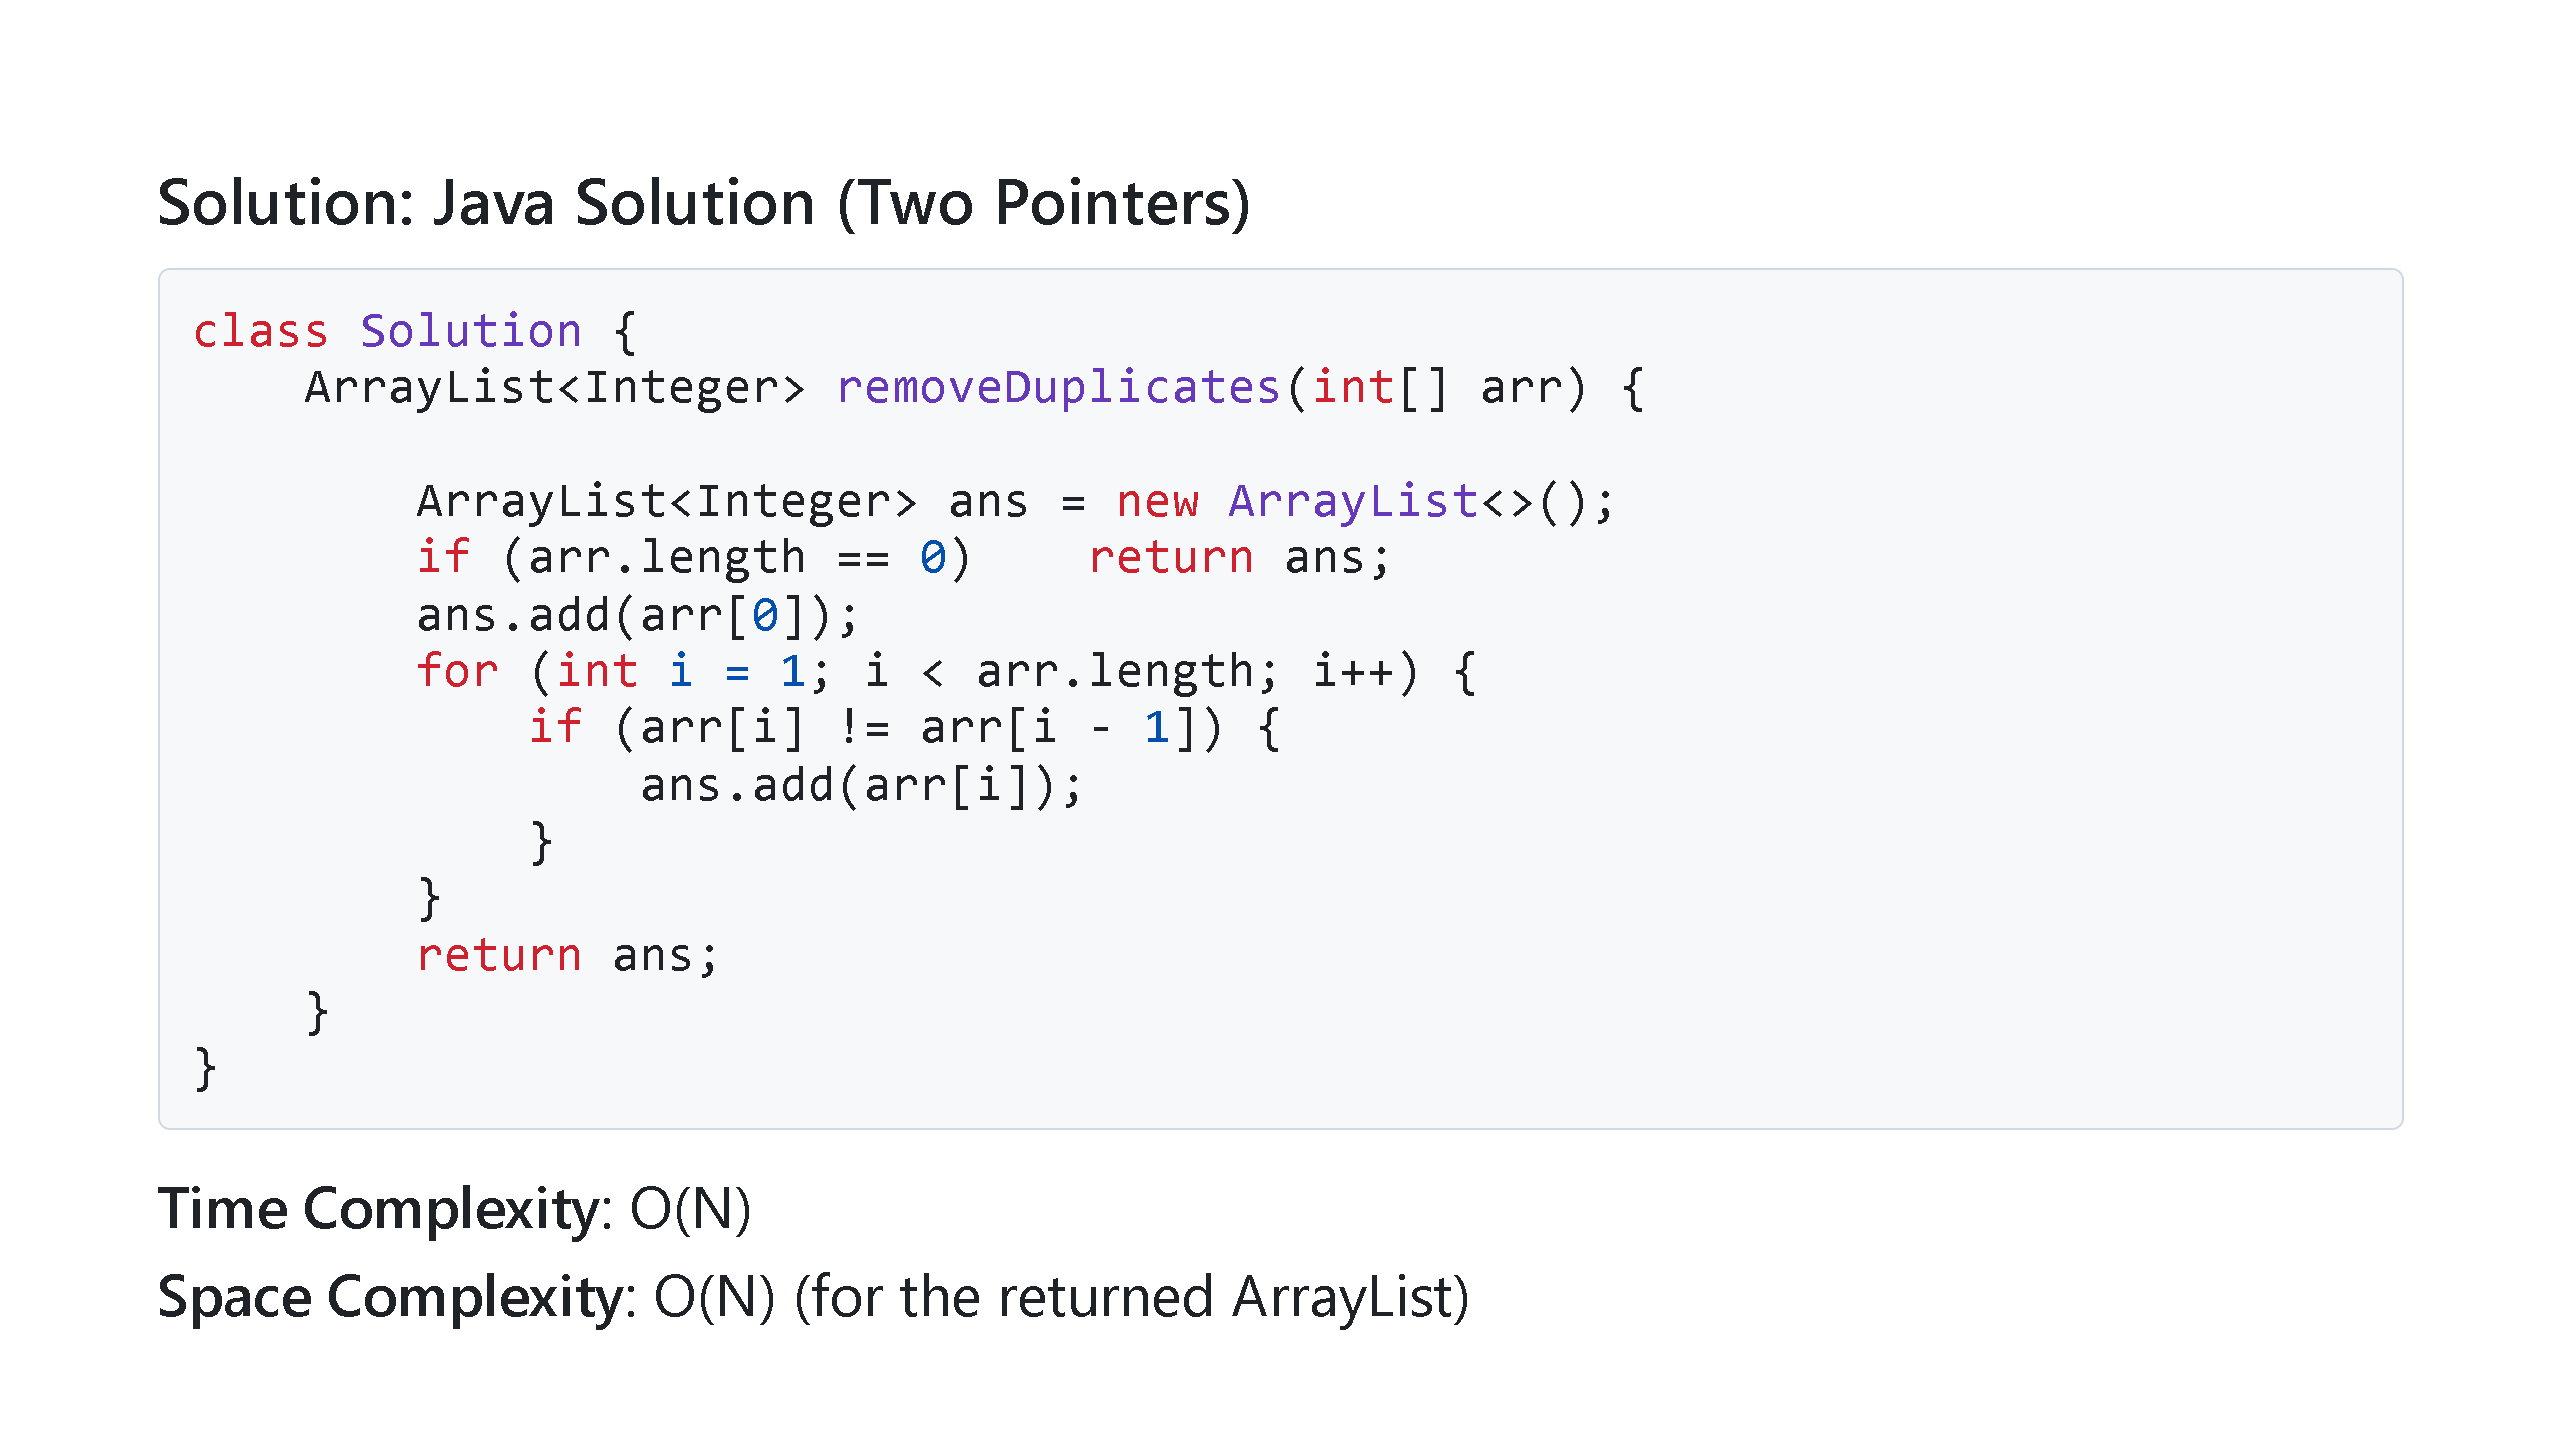 Solution: Java Solution (Two Pointers)
class Solution {
    ArrayList<Integer> removeDuplicates(int[] arr) {

        ArrayList<Integer> ans = new ArrayList<>();
        if (arr.length == 0)    return ans;
        ans.add(arr[0]);
        for (int i = 1; i < arr.length; i++) {
            if (arr[i] != arr[i - 1]) {
                ans.add(arr[i]);
            }
        }
        return ans;
    }
}
Time Complexity: O(N)
Space Complexity: O(N) (for the returned ArrayList)